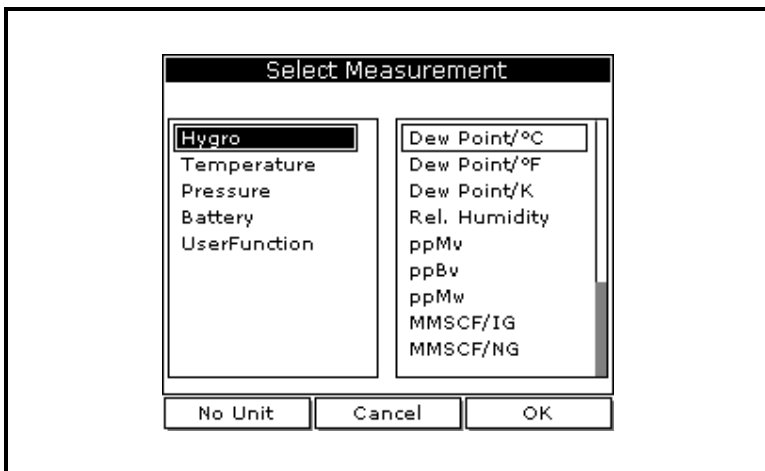 Select Measurement
Hygro
Temperature
Pressure
Battery
UserFunction
Dew Point/°C
Dew Point/°F
Dew Point/K
Rel. Humidity
ppMv
ppBv
ppMw
MMSCF/IG
MMSCF/NG
No Unit
Cancel
OK